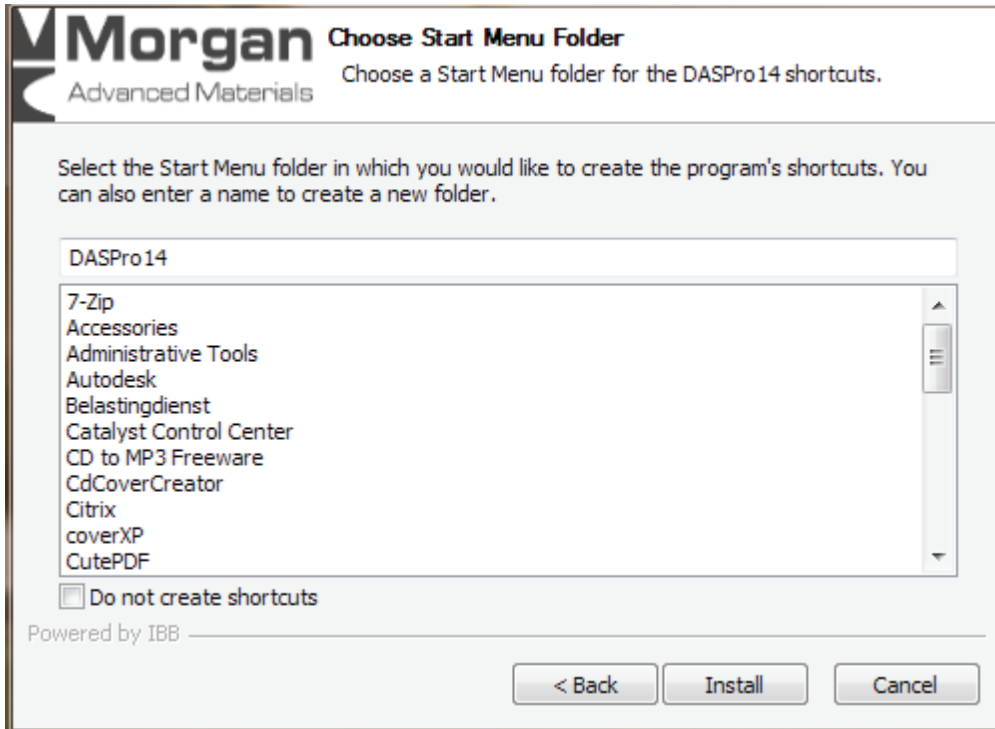 Morgan
Advanced Materials
Choose Start Menu Folder
Choose a Start Menu folder for the DASPro14 shortcuts.
Select the Start Menu folder in which you would like to create the program's shortcuts. You
can also enter a name to create a new folder.
DASPro14
7-Zip
Accessories
Administrative Tools
Autodesk
Belastingdienst
Catalyst Control Center
CD to MP3 Freeware
CdCoverCreator
Citrix
coverXP
CutePDF
Do not create shortcuts
Powered by IBB
< Back
Install
Cancel